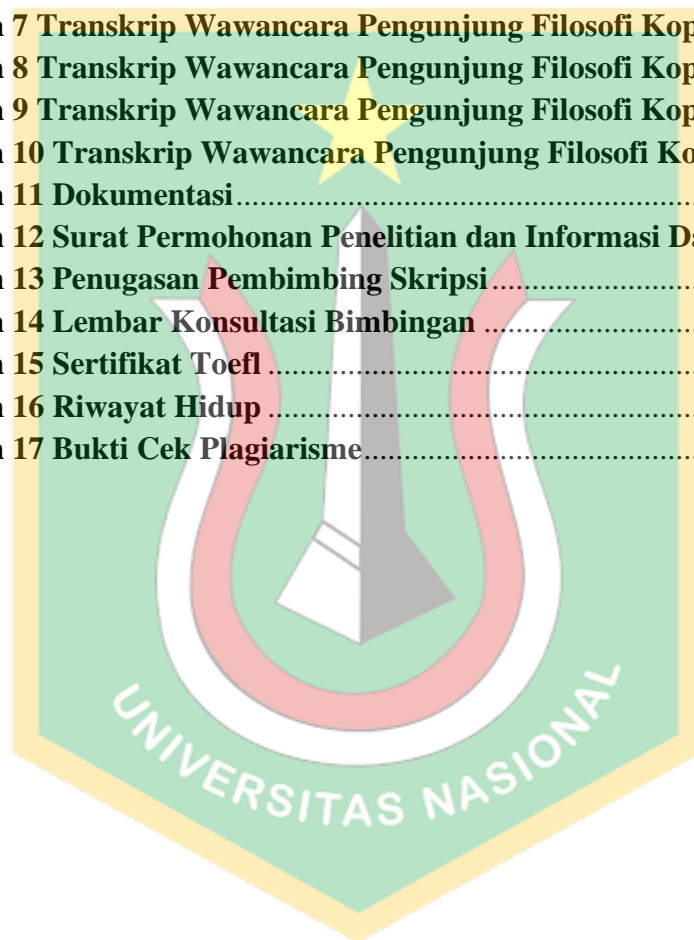 n 7 Transkrip Wawancara Pengunjung Filosofi Kop
n 8 Transkrip Wawancara Pengunjung Filosofi Kop
n 9 Transkrip Wawancara Pengunjung Filosofi Kop
n 10 Transkrip Wawancara Pengunjung Filosofi Ko
n 11 Dokumentasi................................................................
n 12 Surat Permohonan Penelitian dan Informasi Da
n 13 Penugasan Pembimbing Skripsi............................
n 14 Lembar Konsultasi Bimbingan ............................
n 15 Sertifikat Toefl ........................................................
n 16 Riwayat Hidup ........................................................
n 17 Bukti Cek Plagiarisme............................................
UNIVERSITAS NASIONAL